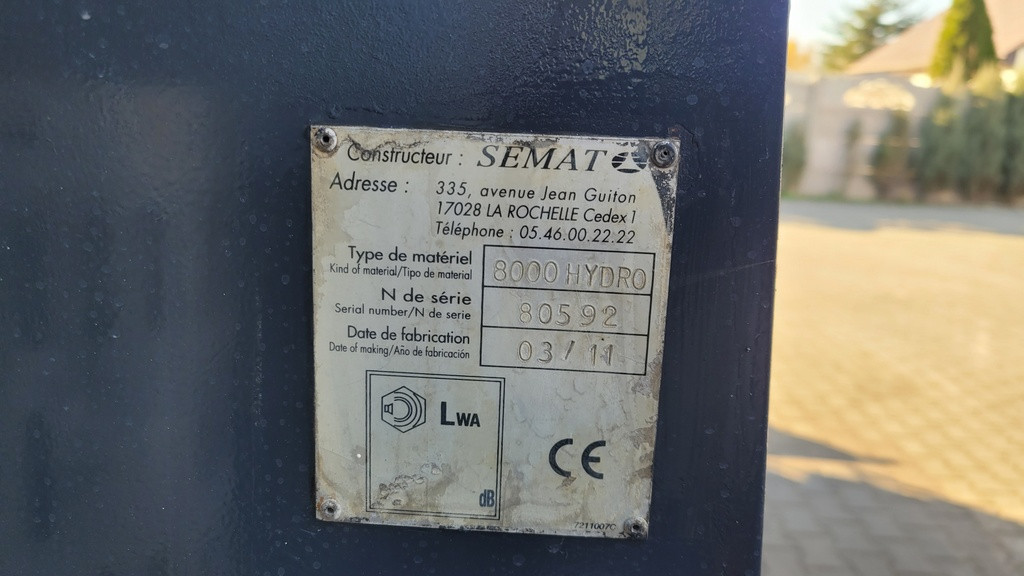 Constructeur : SEMAT
Adresse : 335, avenue Jean Guiton
17028 LA ROCHELLE Cedex 1
Téléphone : 05.46.00.22.22
Type de matériel 8000 HYDRO
Kind of material/Tipo de material
N de série 80592
Serial number/N de serie
Date de fabrication 03/11
Date of making/Año de fabricación
LWA
CE
dB
7211007C